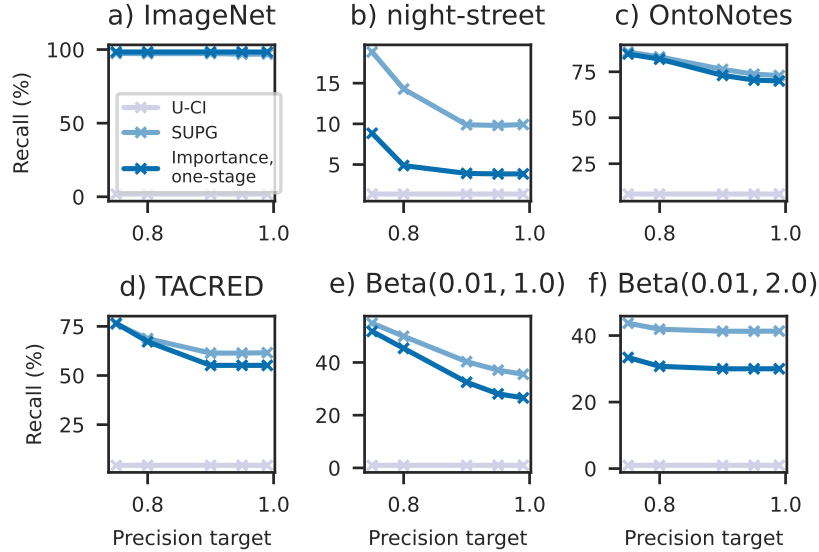 a) ImageNet
b) night-street
c) OntoNotes
Recall (%)
100
50
0
U-CI
SUPG
Importance,
one-stage
0.8
1.0
15
10
5
0.8
1.0
75
50
25
0.8
1.0
d) TACRED
e) Beta(0.01, 1.0)
f) Beta(0.01, 2.0)
Recall (%)
75
50
25
0.8
1.0
Precision target
40
20
0
0.8
1.0
Precision target
40
20
0
0.8
1.0
Precision target